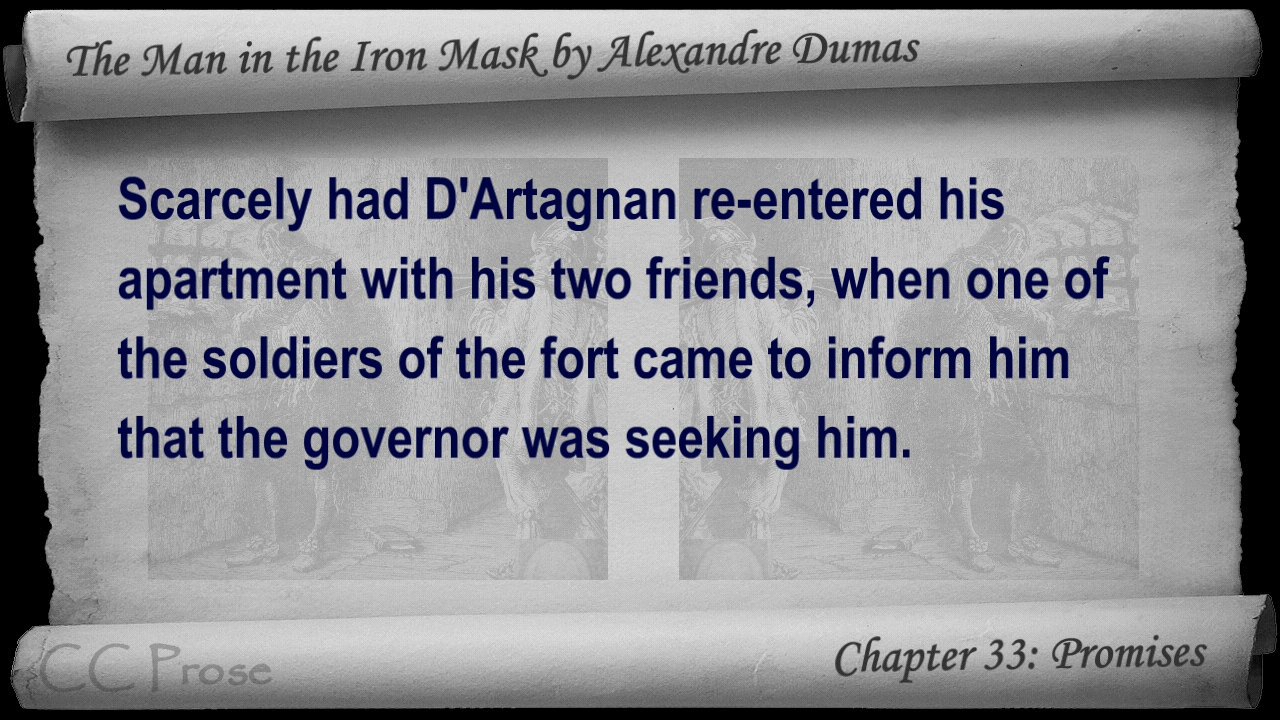 The Man in the Iron Mask by Alexandre Dumas
Scarcely had D'Artagnan re-entered his
apartment with his two friends, when one of
the soldiers of the fort came to inform him
that the governor was seeking him.
CC Prose
Chapter 33: Promises